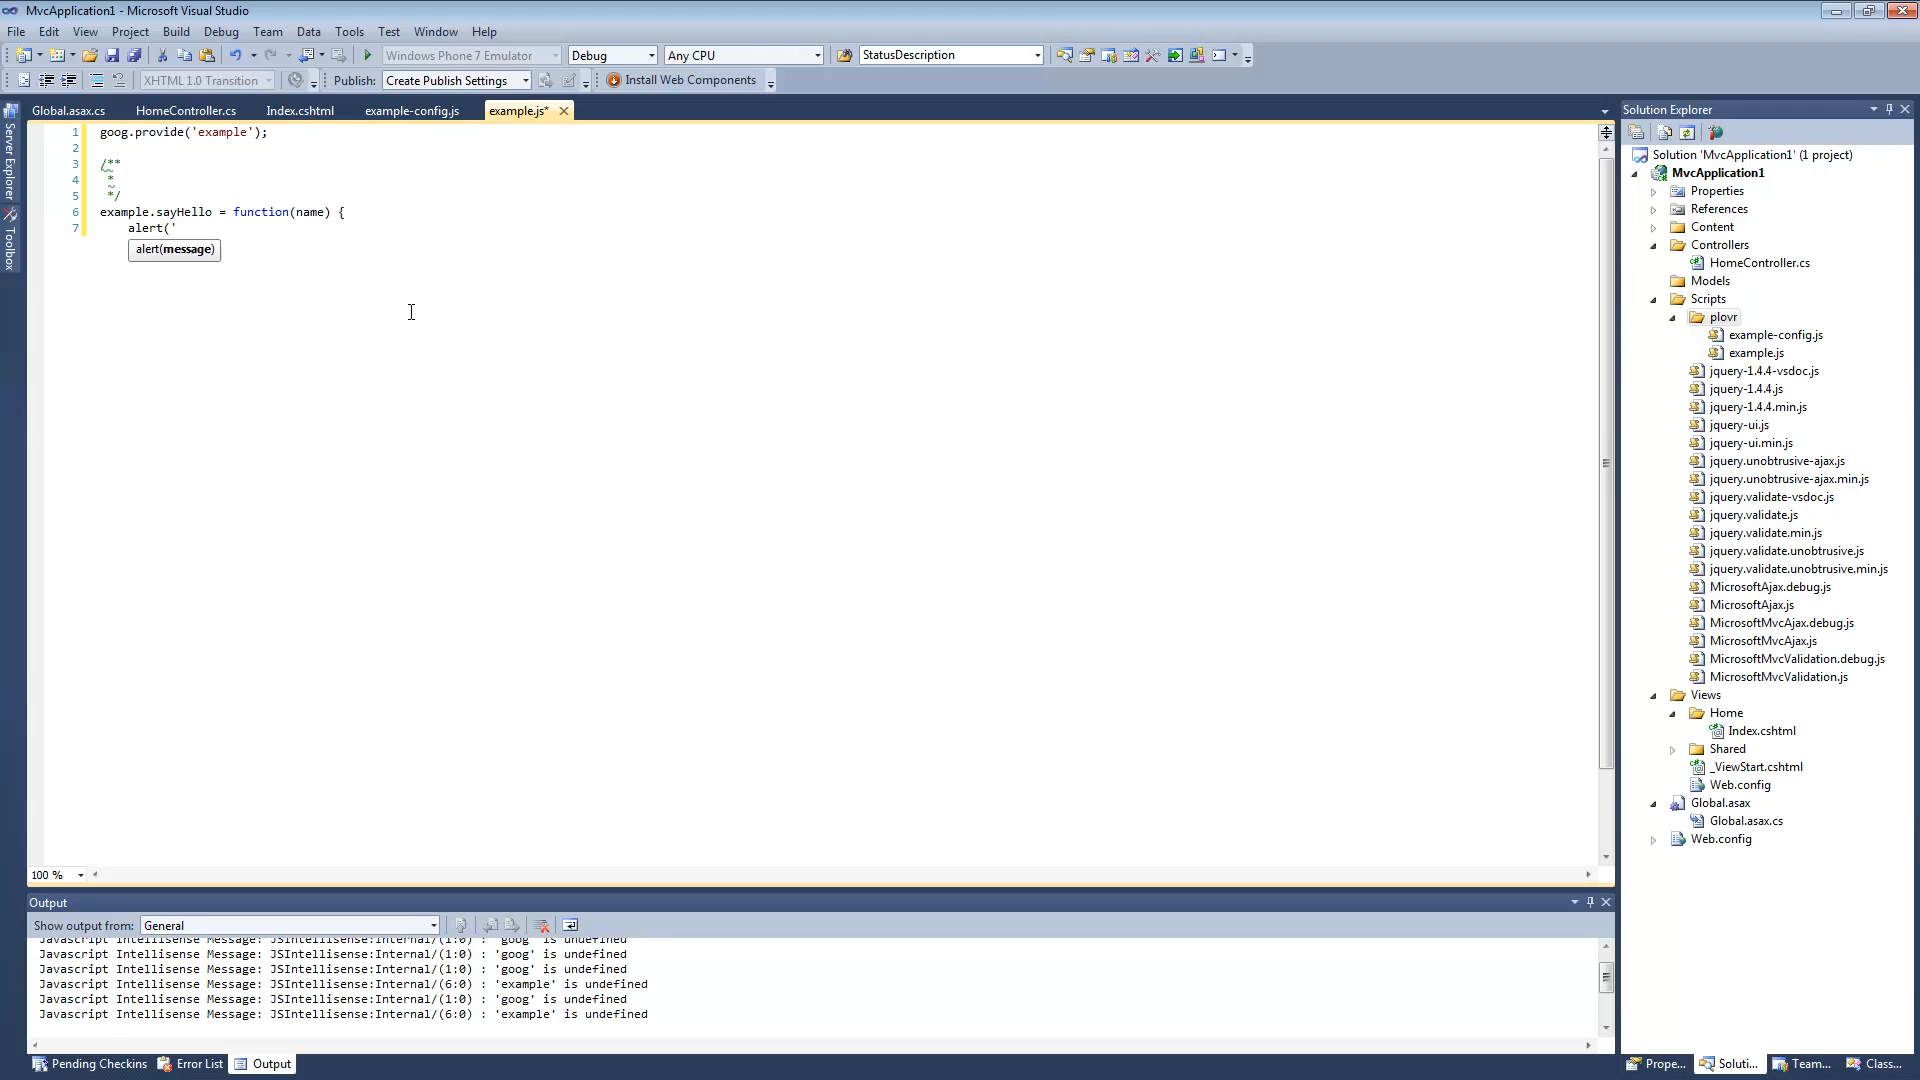 MvcApplication1 - Microsoft Visual Studio
File Edit View Project Build Debug Team Data Tools Test Window Help
Windows Phone 7 Emulator Debug Any CPU StatusDescription
XHTML 1.0 Transition Publish: Create Publish Settings Install Web Components
Server Explorer
Toolbox
Global.asax.cs HomeController.cs Index.cshtml example-config.js example.js*
1 goog.provide('example');
2
3 /**
4 *
5 */
6 example.sayHello = function(name) {
7 alert('
alert(message)
100 %
Output
Show output from: General
Javascript Intellisense Message: JSIntellisense:Internal/(1:0) : 'goog' is undefined
Javascript Intellisense Message: JSIntellisense:Internal/(1:0) : 'goog' is undefined
Javascript Intellisense Message: JSIntellisense:Internal/(1:0) : 'goog' is undefined
Javascript Intellisense Message: JSIntellisense:Internal/(6:0) : 'example' is undefined
Javascript Intellisense Message: JSIntellisense:Internal/(1:0) : 'goog' is undefined
Javascript Intellisense Message: JSIntellisense:Internal/(6:0) : 'example' is undefined
Pending Checkins Error List Output
Solution Explorer
Solution 'MvcApplication1' (1 project)
MvcApplication1
Properties
References
Content
Controllers
HomeController.cs
Models
Scripts
plovr
example-config.js
example.js
jquery-1.4.4-vsdoc.js
jquery-1.4.4.js
jquery-1.4.4.min.js
jquery-ui.js
jquery-ui.min.js
jquery.unobtrusive-ajax.js
jquery.unobtrusive-ajax.min.js
jquery.validate-vsdoc.js
jquery.validate.js
jquery.validate.min.js
jquery.validate.unobtrusive.js
jquery.validate.unobtrusive.min.js
MicrosoftAjax.debug.js
MicrosoftAjax.js
MicrosoftMvcAjax.debug.js
MicrosoftMvcAjax.js
MicrosoftMvcValidation.debug.js
MicrosoftMvcValidation.js
Views
Home
Index.cshtml
Shared
_ViewStart.cshtml
Web.config
Global.asax
Global.asax.cs
Web.config
Prope... Soluti... Team... Class...